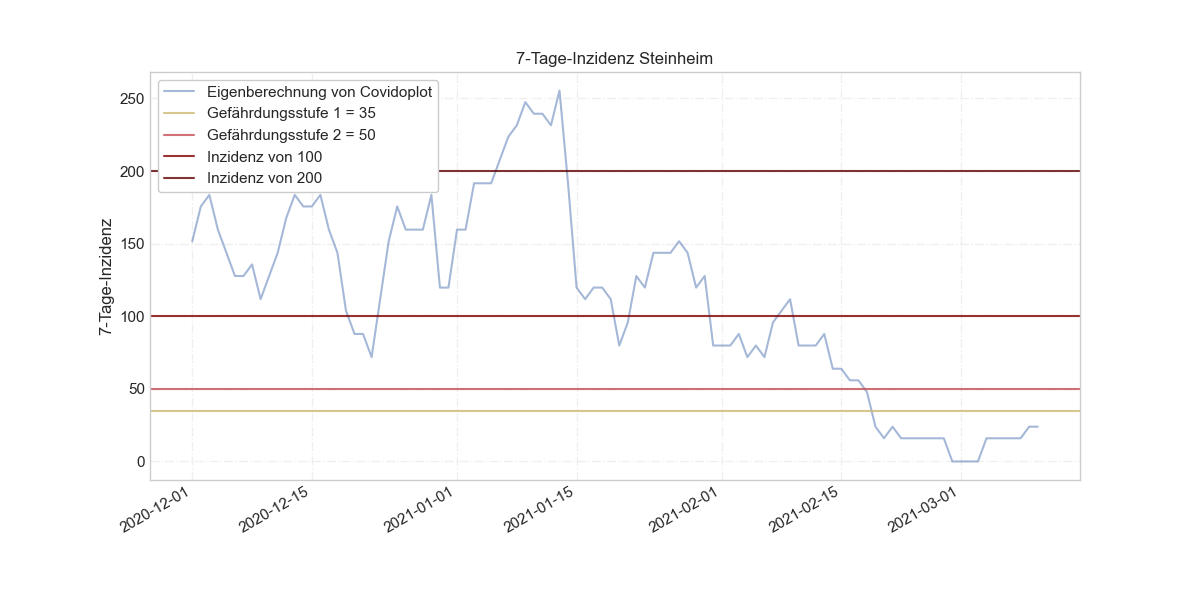 7-Tage-Inzidenz Steinheim
Eigenberechnung von Covidoplot
Gefährdungsstufe 1 = 35
Gefährdungsstufe 2 = 50
Inzidenz von 100
Inzidenz von 200
7-Tage-Inzidenz
250
200
150
100
50
0
2020-12-01
2020-12-15
2021-01-01
2021-01-15
2021-02-01
2021-02-15
2021-03-01